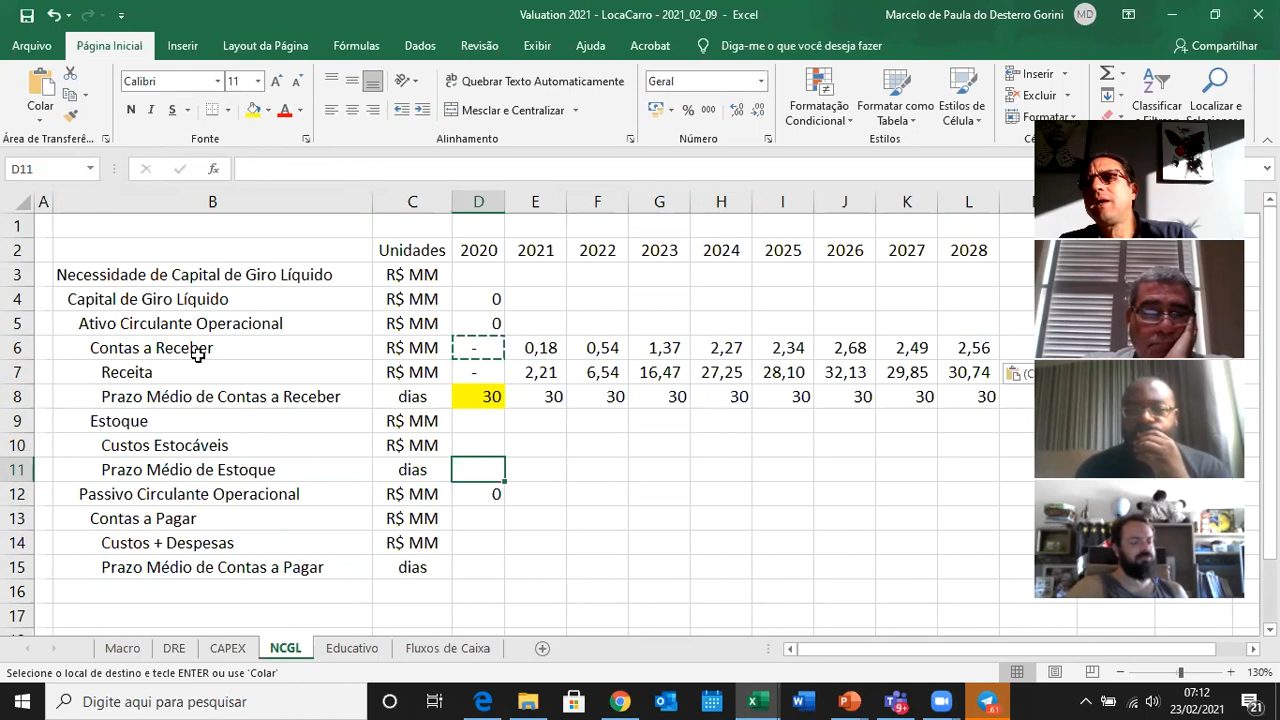 Valuation 2021 - LocaCarro - 2021_02_09 - Excel
Marcelo de Paula do Desterro Gorini MD
Arquivo Página Inicial Inserir Layout da Página Fórmulas Dados Revisão Exibir Ajuda Acrobat Diga-me o que você deseja fazer Compartilhar
Colar
Calibri 11
N I S
Quebrar Texto Automaticamente
Mesclar e Centralizar
Geral
% 000
Formatação Condicional
Formatar como Tabela
Estilos de Célula
Inserir
Excluir
Formatar
Classificar
Localizar e
Área de Transferê... Fonte Alinhamento Número Estilos
D11 fx
A B C D E F G H I J K L
1
2 Unidades 2020 2021 2022 2023 2024 2025 2026 2027 2028
3 Necessidade de Capital de Giro Líquido R$ MM
4 Capital de Giro Líquido R$ MM 0
5 Ativo Circulante Operacional R$ MM 0
6 Contas a Receber R$ MM - 0,18 0,54 1,37 2,27 2,34 2,68 2,49 2,56
7 Receita R$ MM - 2,21 6,54 16,47 27,25 28,10 32,13 29,85 30,74
8 Prazo Médio de Contas a Receber dias 30 30 30 30 30 30 30 30 30
9 Estoque R$ MM
10 Custos Estocáveis R$ MM
11 Prazo Médio de Estoque dias
12 Passivo Circulante Operacional R$ MM 0
13 Contas a Pagar R$ MM
14 Custos + Despesas R$ MM
15 Prazo Médio de Contas a Pagar dias
16
17
Macro DRE CAPEX NCGL Educativo Fluxos de Caixa
Selecione o local de destino e tecle ENTER ou use 'Colar' 130%
Digite aqui para pesquisar
07:12
23/02/2021
21